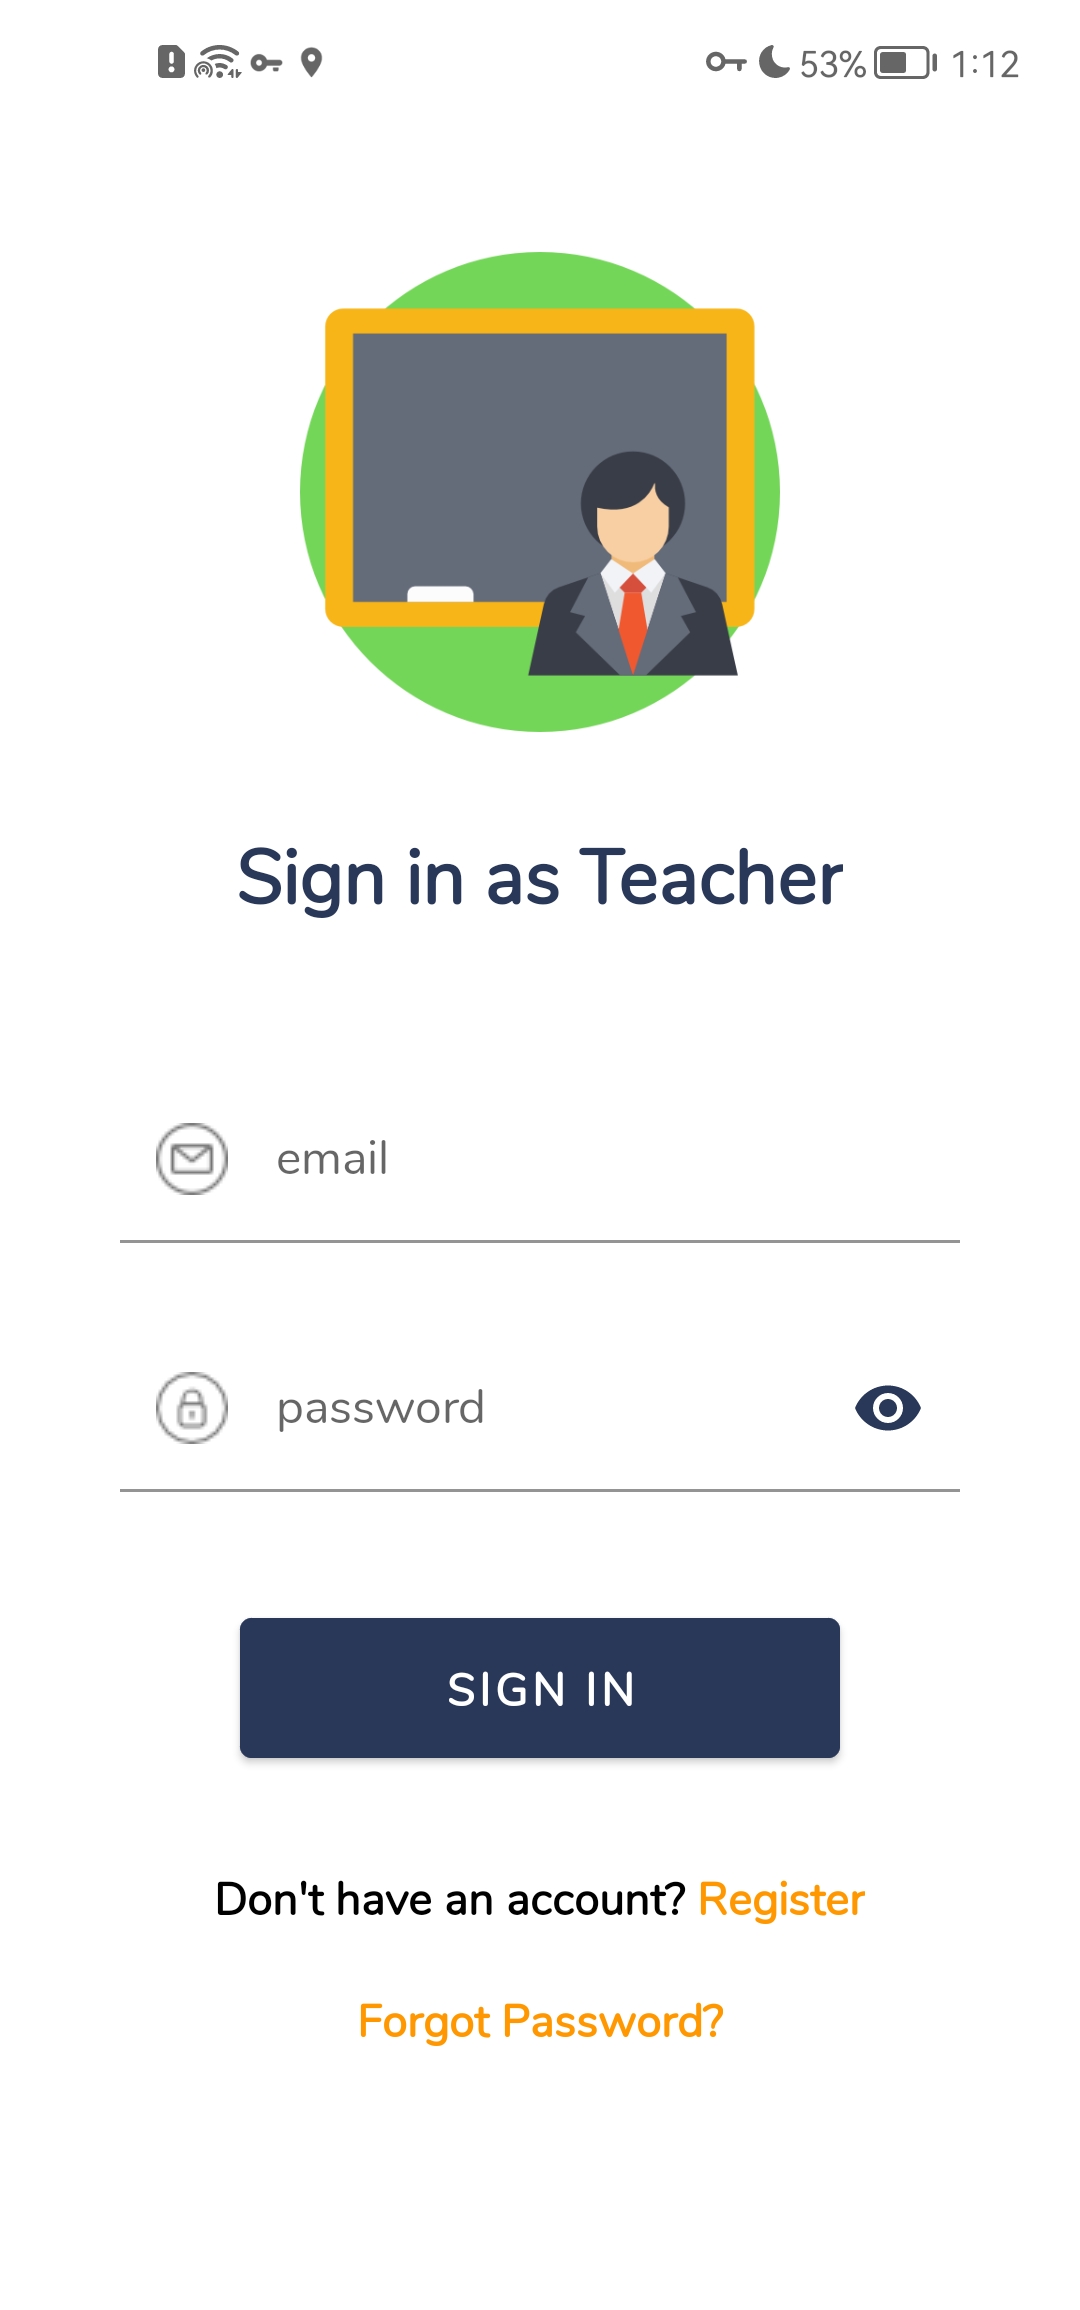 53% 1:12
Sign in as Teacher
email
password
SIGN IN
Don't have an account? Register
Forgot Password?